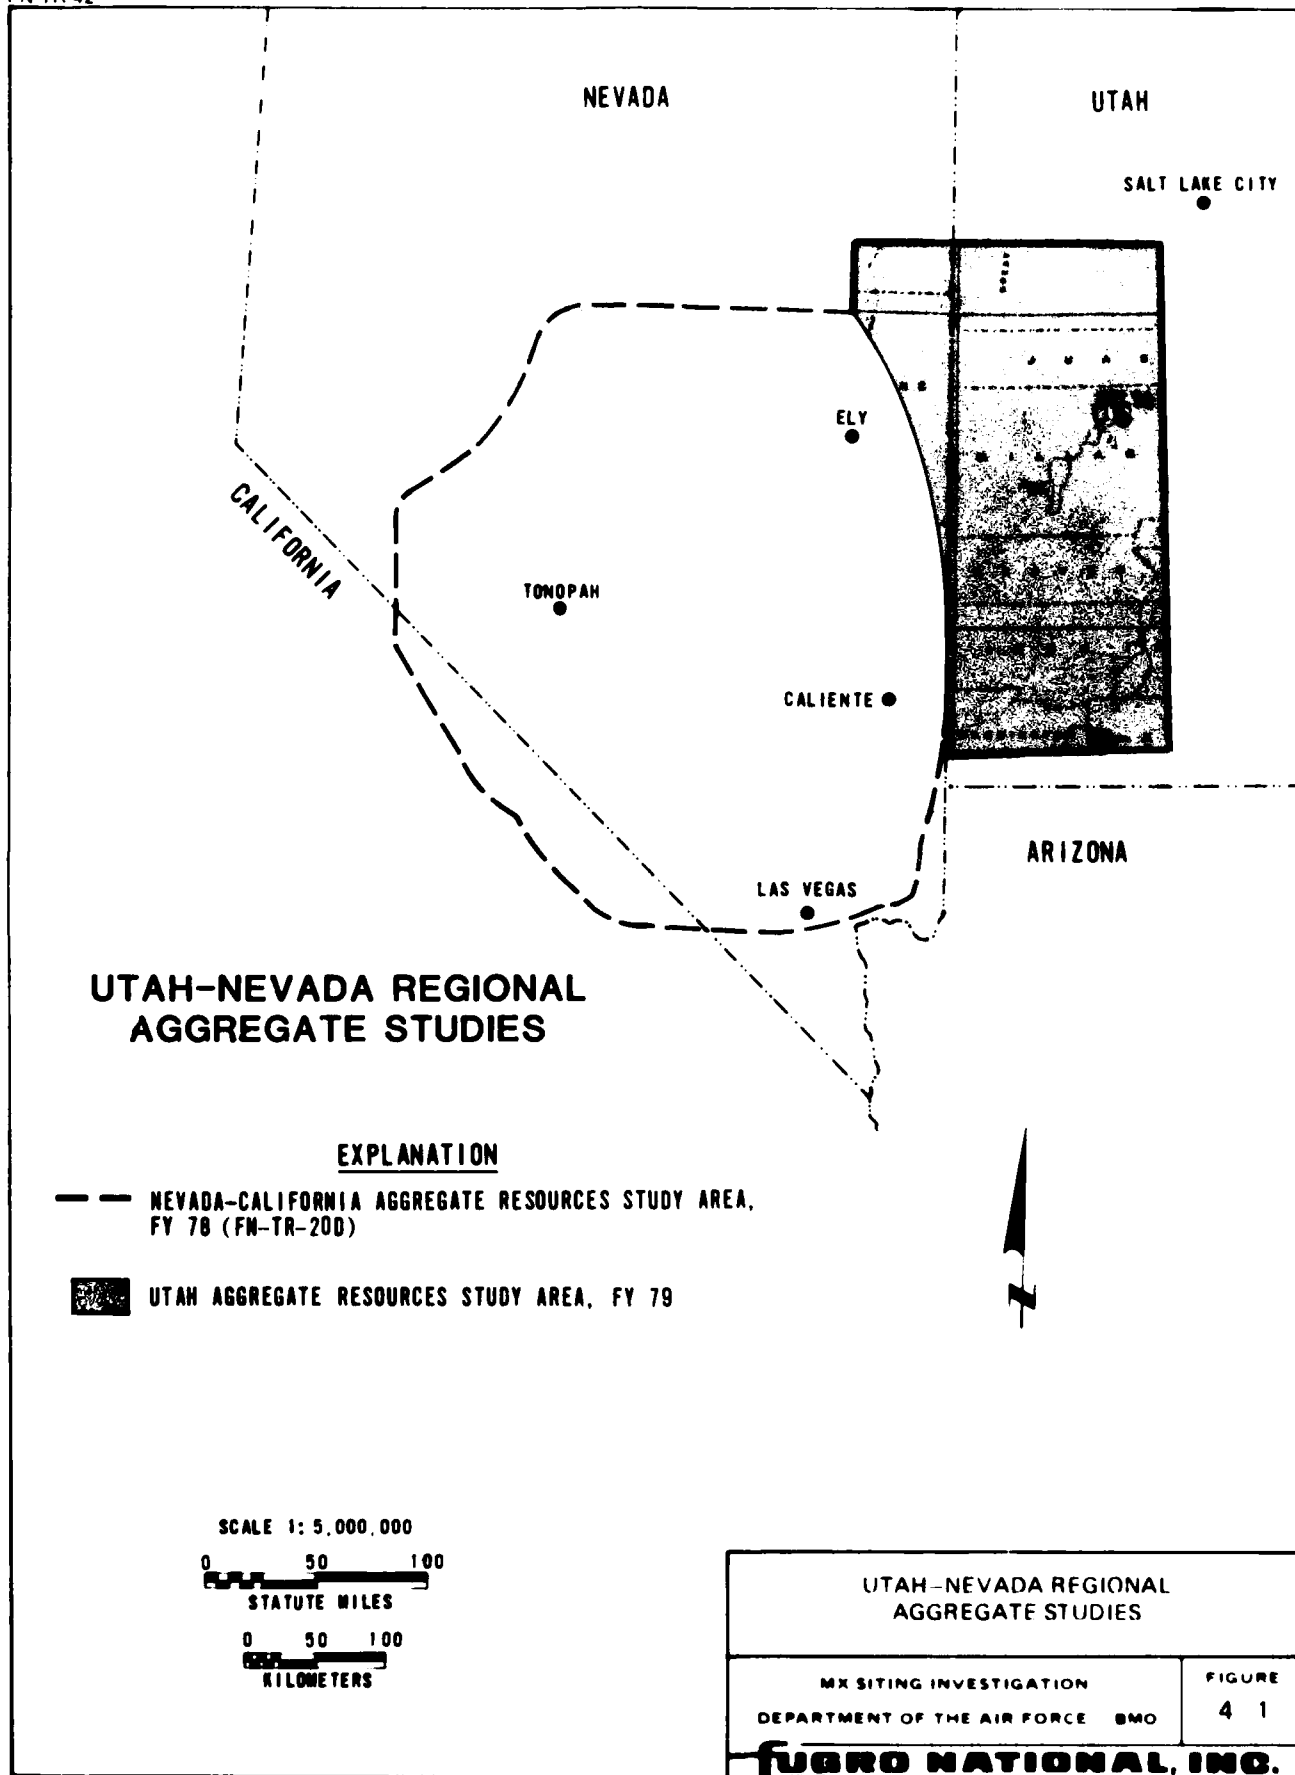 NEVADA
UTAH
SALT LAKE CITY
ELY
CALIFORNIA
TONOPAH
CALIENTE
ARIZONA
LAS VEGAS
UTAH-NEVADA REGIONAL
AGGREGATE STUDIES
EXPLANATION
NEVADA-CALIFORNIA AGGREGATE RESOURCES STUDY AREA,
FY 78 (FN-TR-20D)
UTAH AGGREGATE RESOURCES STUDY AREA, FY 79
SCALE 1: 5,000,000
0 50 100
STATUTE MILES
0 50 100
KILOMETERS
UTAH-NEVADA REGIONAL
AGGREGATE STUDIES
MX SITING INVESTIGATION
DEPARTMENT OF THE AIR FORCE BMO
FIGURE
4 1
fUGRO NATIONAL, INC.